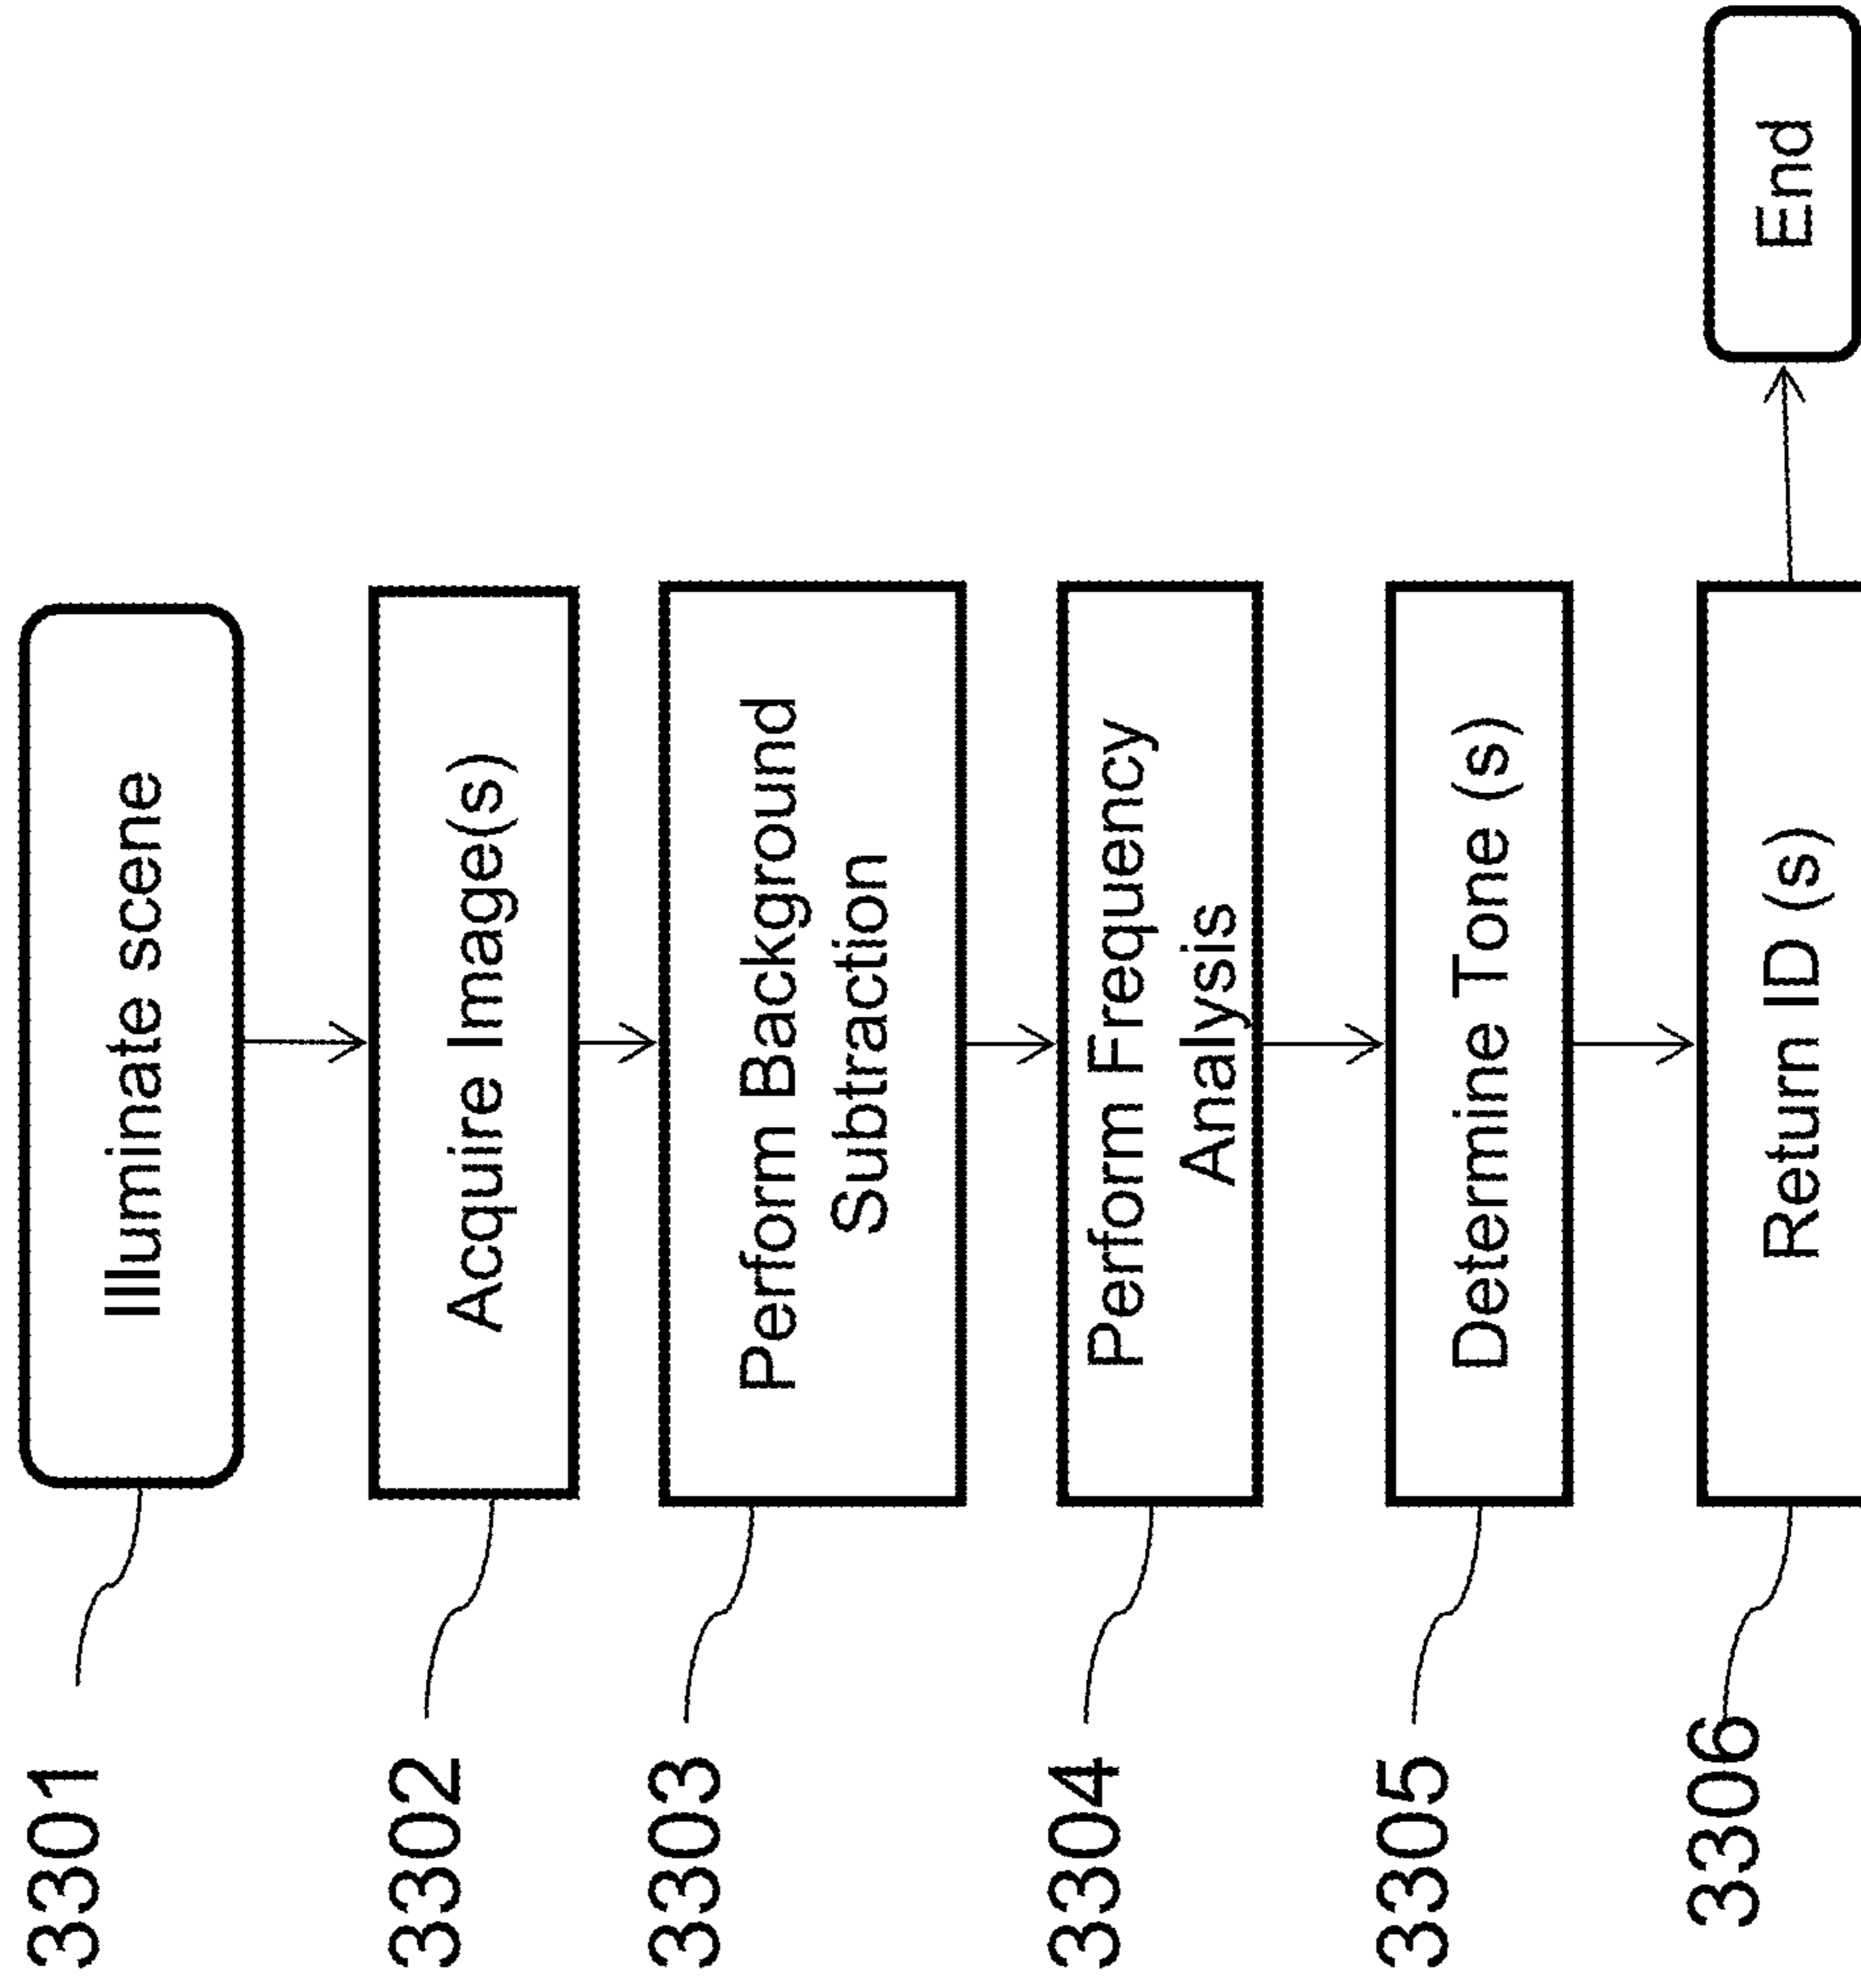 3301
Illuminate scene
3302
Acquire Image(s)
3303
Perform Background
Subtraction
3304
Perform Frequency
Analysis
3305
Determine Tone (s)
3306
Return ID (s)
End